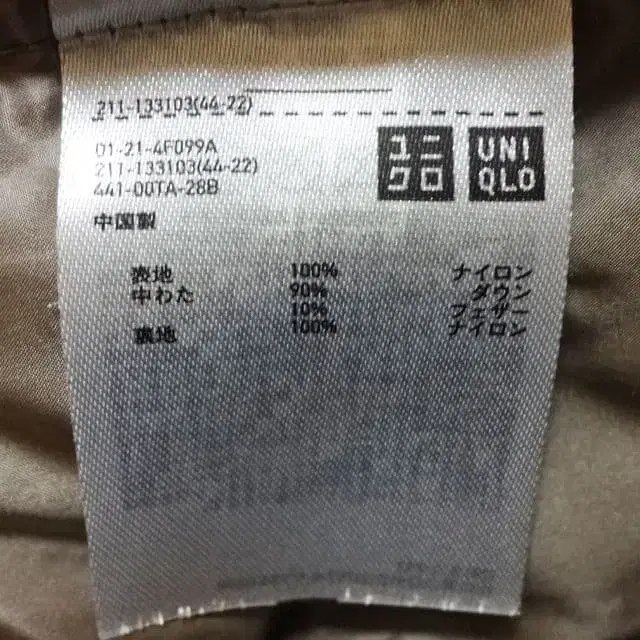 211-133103(44-22)
01-21-4F099A
211-133103(44-22)
441-00TA-28B
ユニ
クロ
UNI
QLO
中国製
表地 100% ナイロン
中わた 90% ダウン
10% フェザー
裏地 100% ナイロン